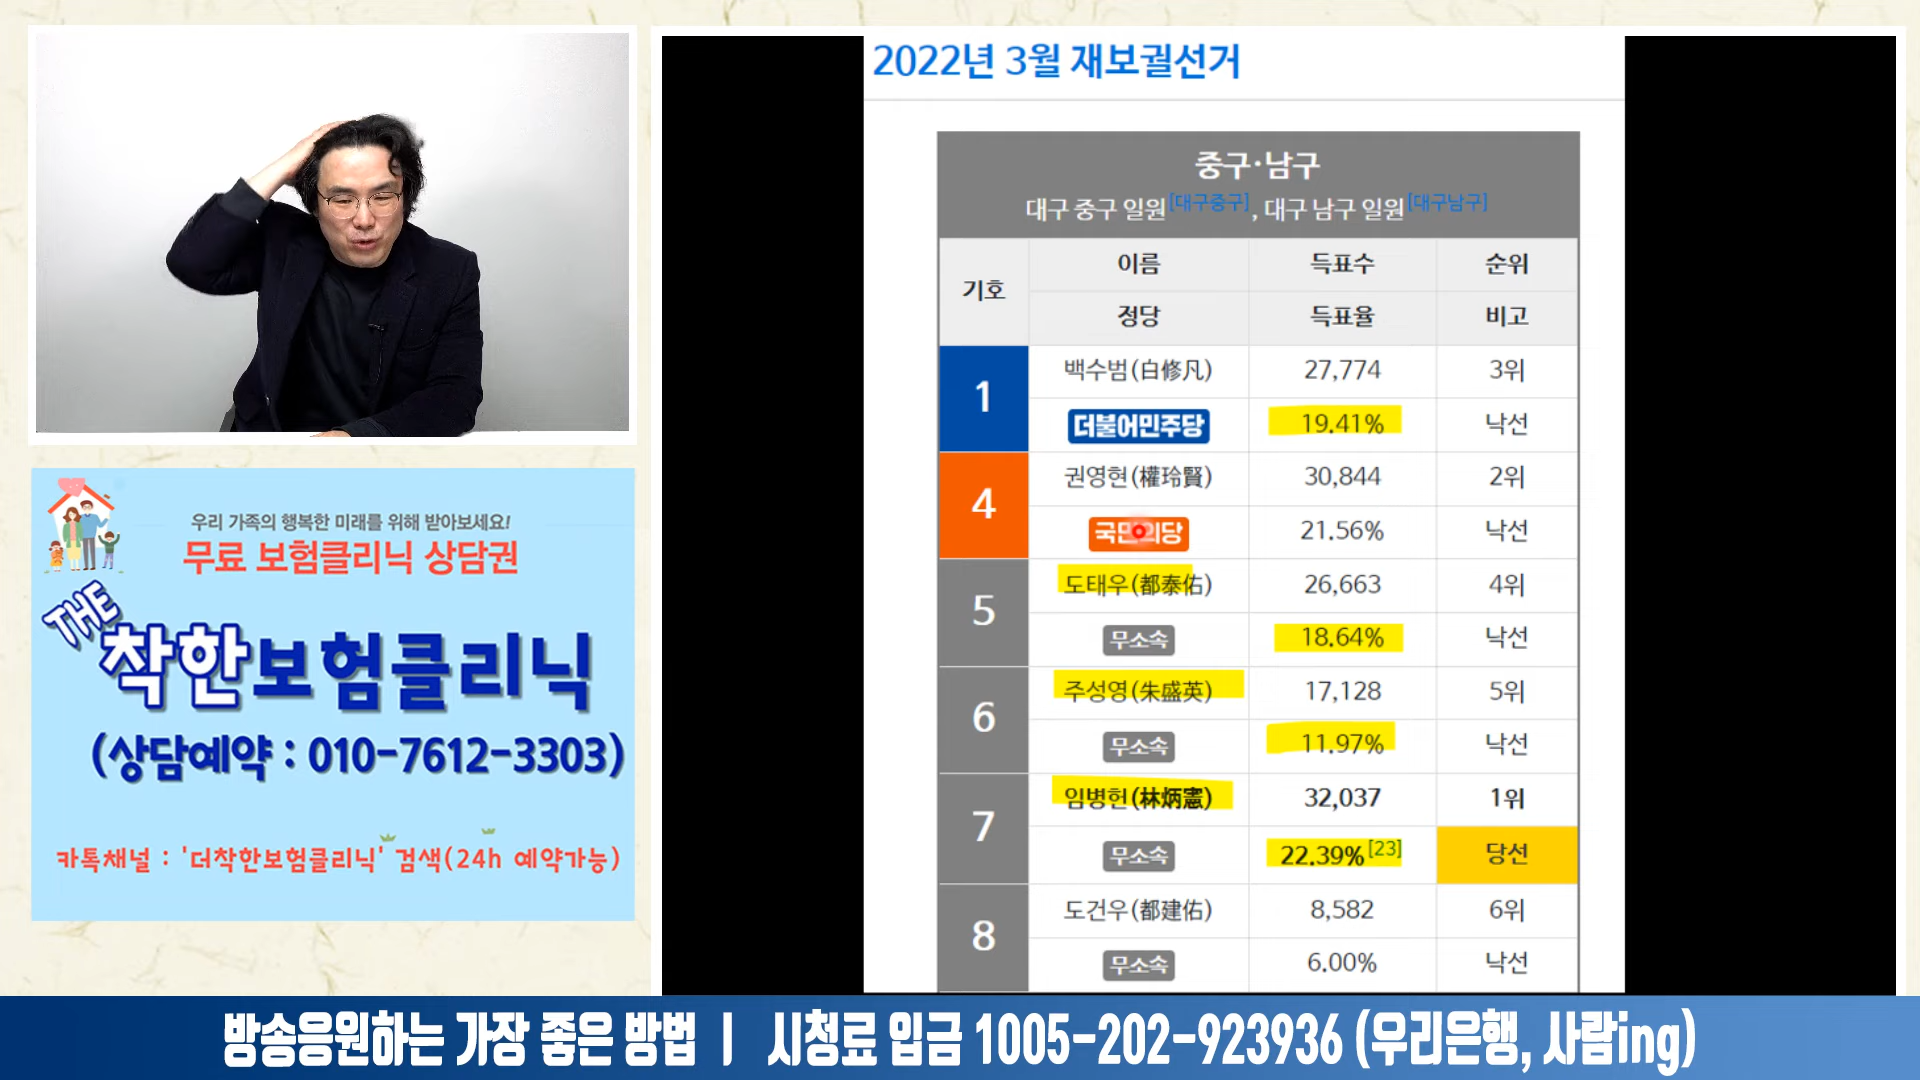 2022년 3월 재보궐선거
중구·남구
대구 중구 일원[대구중구], 대구 남구 일원[대구남구]
기호
이름
득표수
순위
정당
득표율
비고
1
백수범(白修凡)
27,774
3위
더불어민주당
19.41%
낙선
4
권영현(權玲賢)
30,844
2위
국민의당
21.56%
낙선
5
도태우(都泰佑)
26,663
4위
무소속
18.64%
낙선
6
주성영(朱盛英)
17,128
5위
무소속
11.97%
낙선
7
임병헌(林炳憲)
32,037
1위
무소속
22.39%[23]
당선
8
도건우(都建佑)
8,582
6위
무소속
6.00%
낙선
우리 가족의 행복한 미래를 위해 받아보세요!
무료 보험클리닉 상담권
THE
착한보험클리닉
(상담예약 : 010-7612-3303)
카톡채널 : '더착한보험클리닉' 검색(24h 예약가능)
방송응원하는 가장 좋은 방법 ㅣ 시청료 입금 1005-202-923936 (우리은행, 사람ing)